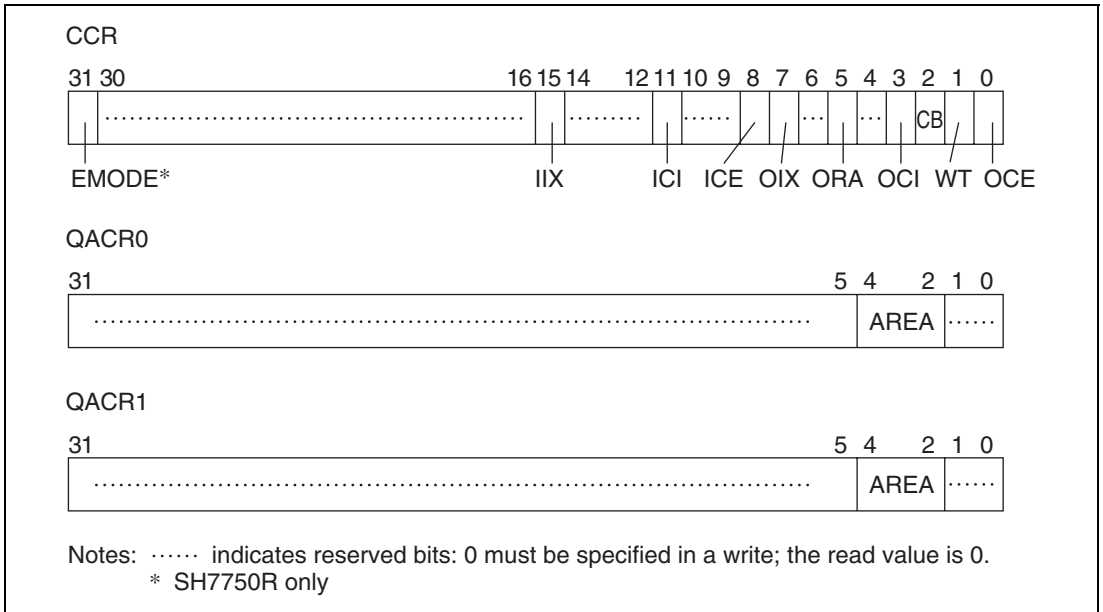 CCR
31 30 16 15 14 12 11 10 9 8 7 6 5 4 3 2 1 0
CB
EMODE* IIX ICI ICE OIX ORA OCI WT OCE
QACR0
31 5 4 2 1 0
AREA
QACR1
31 5 4 2 1 0
AREA
Notes: ...... indicates reserved bits: 0 must be specified in a write; the read value is 0.
* SH7750R only